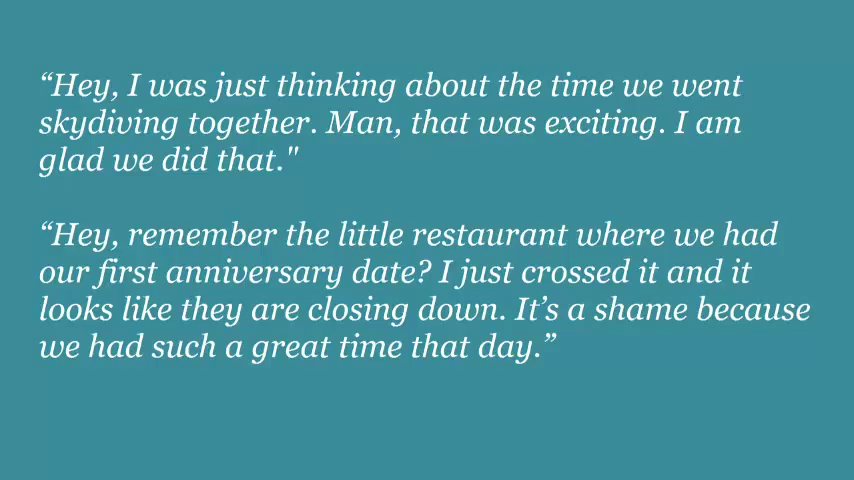 “Hey, I was just thinking about the time we went
skydiving together. Man, that was exciting. I am
glad we did that."
“Hey, remember the little restaurant where we had
our first anniversary date? I just crossed it and it
looks like they are closing down. It’s a shame because
we had such a great time that day.”